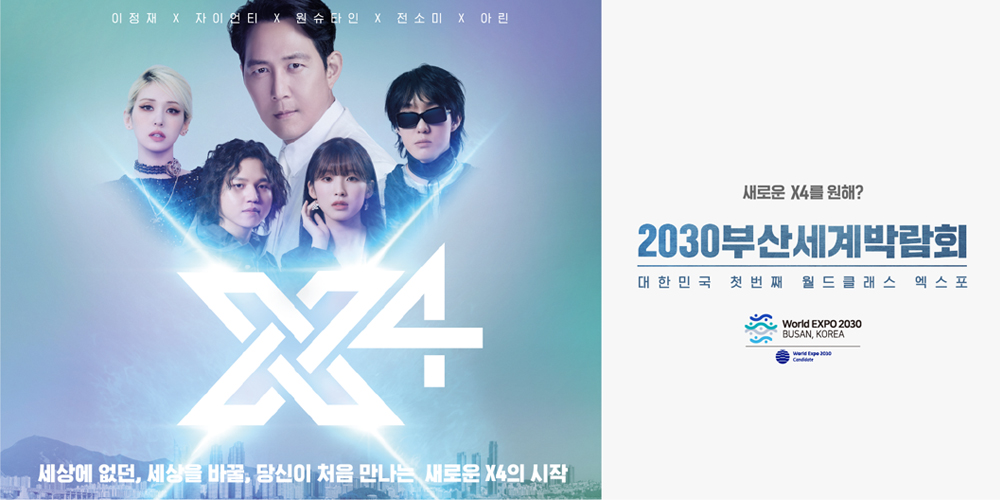 이정재 X 자이언티 X 원슈타인 X 전소미 X 아린
X4
세상에 없던, 세상을 바꿀, 당신이 처음 만나는 새로운 X4의 시작
새로운 X4를 원해?
2030부산세계박람회
대한민국 첫번째 월드클래스 엑스포
World EXPO 2030
BUSAN, KOREA
World Expo 2030
Candidate